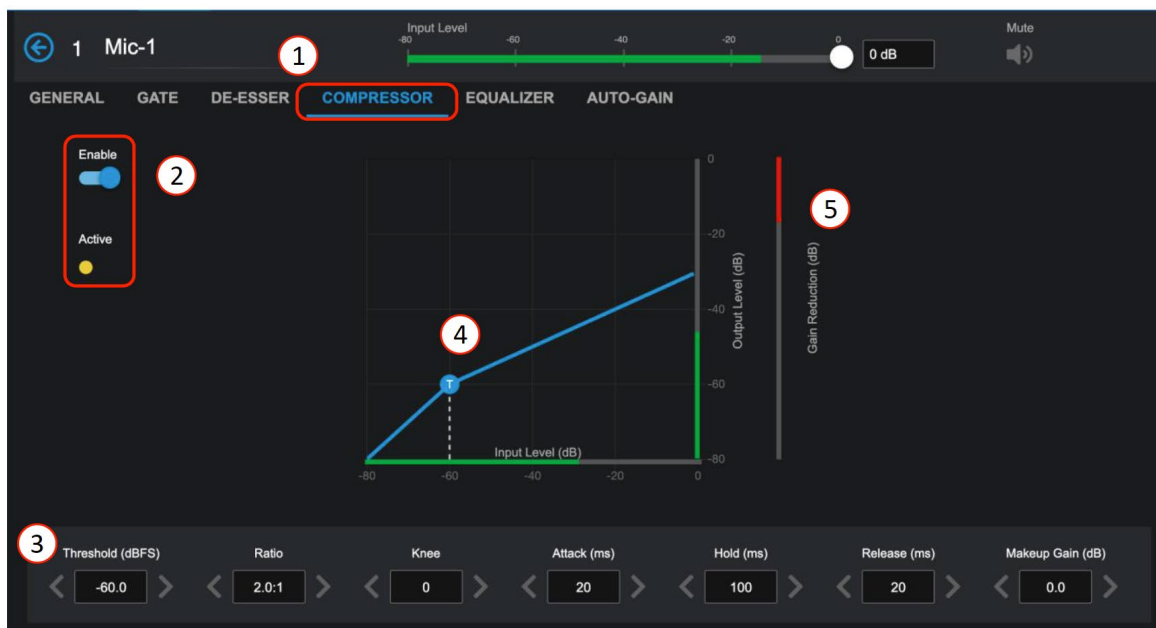 Input Level
-80 -60 -40 -20 0
Mute
1 Mic-1
0 dB
1
GENERAL GATE DE-ESSER COMPRESSOR EQUALIZER AUTO-GAIN
Enable
2
Active
0
-20
-40
-60
-80
Output Level (dB)
5
Gain Reduction (dB)
4
T
Input Level (dB)
-80 -60 -40 -20 0
3
Threshold (dBFS) Ratio Knee Attack (ms) Hold (ms) Release (ms) Makeup Gain (dB)
-60.0 2.0:1 0 20 100 20 0.0